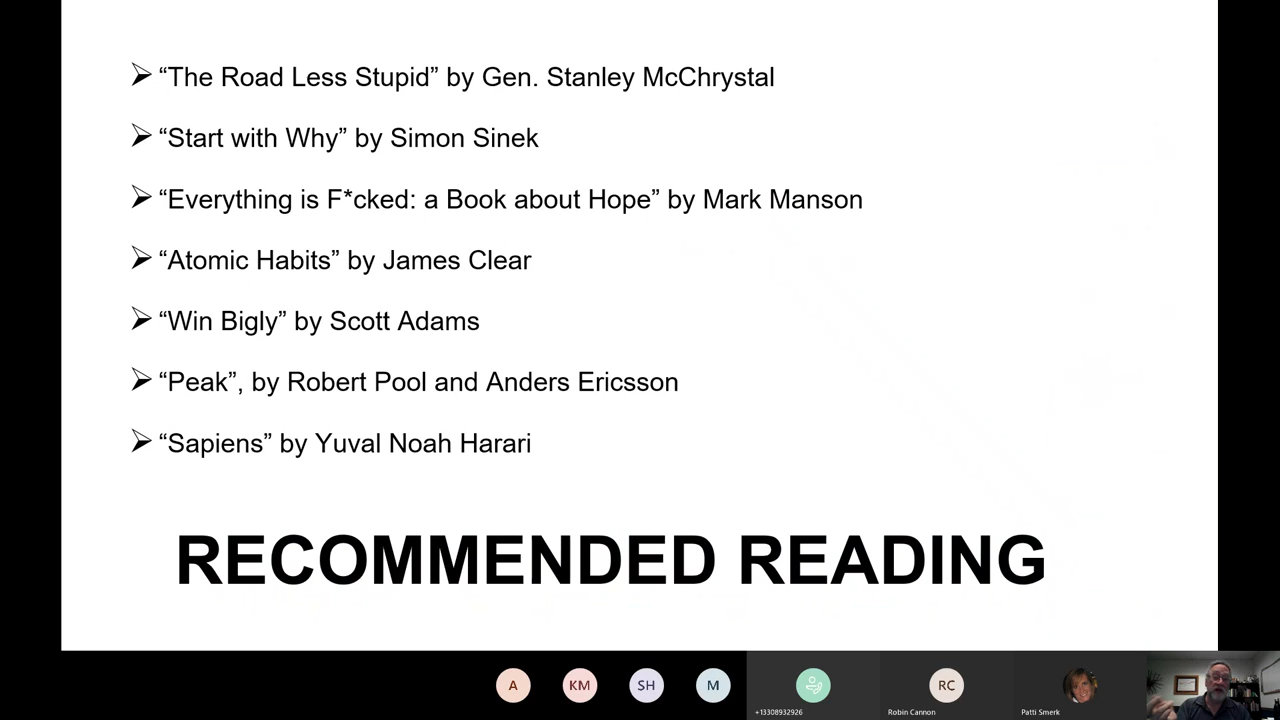 “The Road Less Stupid” by Gen. Stanley McChrystal
“Start with Why” by Simon Sinek
“Everything is F*cked: a Book about Hope” by Mark Manson
“Atomic Habits” by James Clear
“Win Bigly” by Scott Adams
“Peak”, by Robert Pool and Anders Ericsson
“Sapiens” by Yuval Noah Harari
RECOMMENDED READING
A
KM
SH
M
+13308932926
RC
Robin Cannon
Patti Smerk